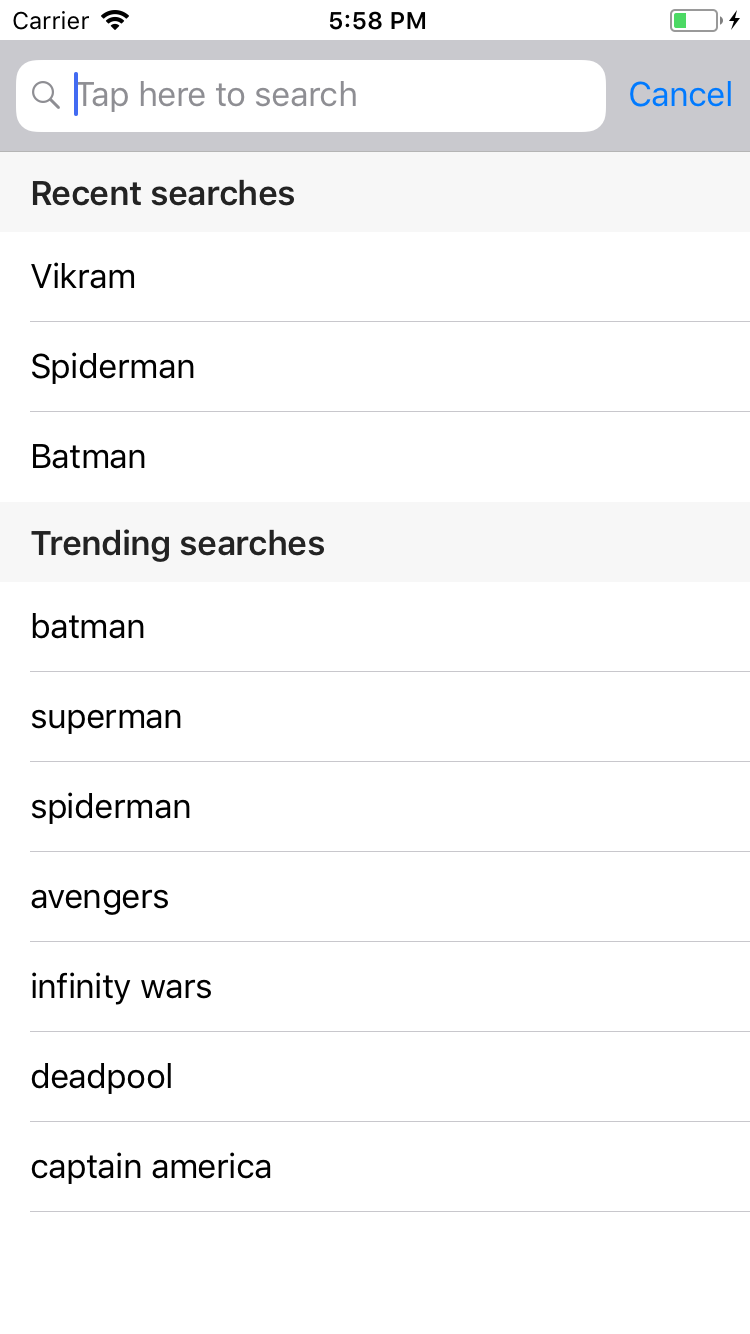 Carrier 5:58 PM
Tap here to search Cancel
Recent searches
Vikram
Spiderman
Batman
Trending searches
batman
superman
spiderman
avengers
infinity wars
deadpool
captain america